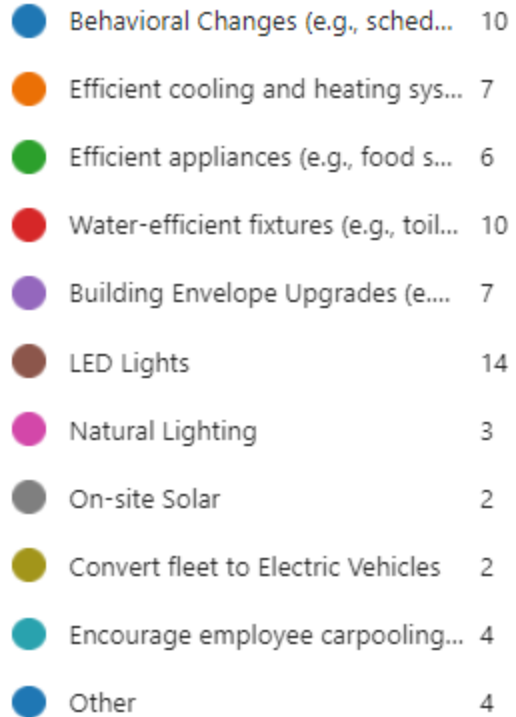 Behavioral Changes (e.g., sched... 10
Efficient cooling and heating sys... 7
Efficient appliances (e.g., food s... 6
Water-efficient fixtures (e.g., toil... 10
Building Envelope Upgrades (e.... 7
LED Lights 14
Natural Lighting 3
On-site Solar 2
Convert fleet to Electric Vehicles 2
Encourage employee carpooling... 4
Other 4